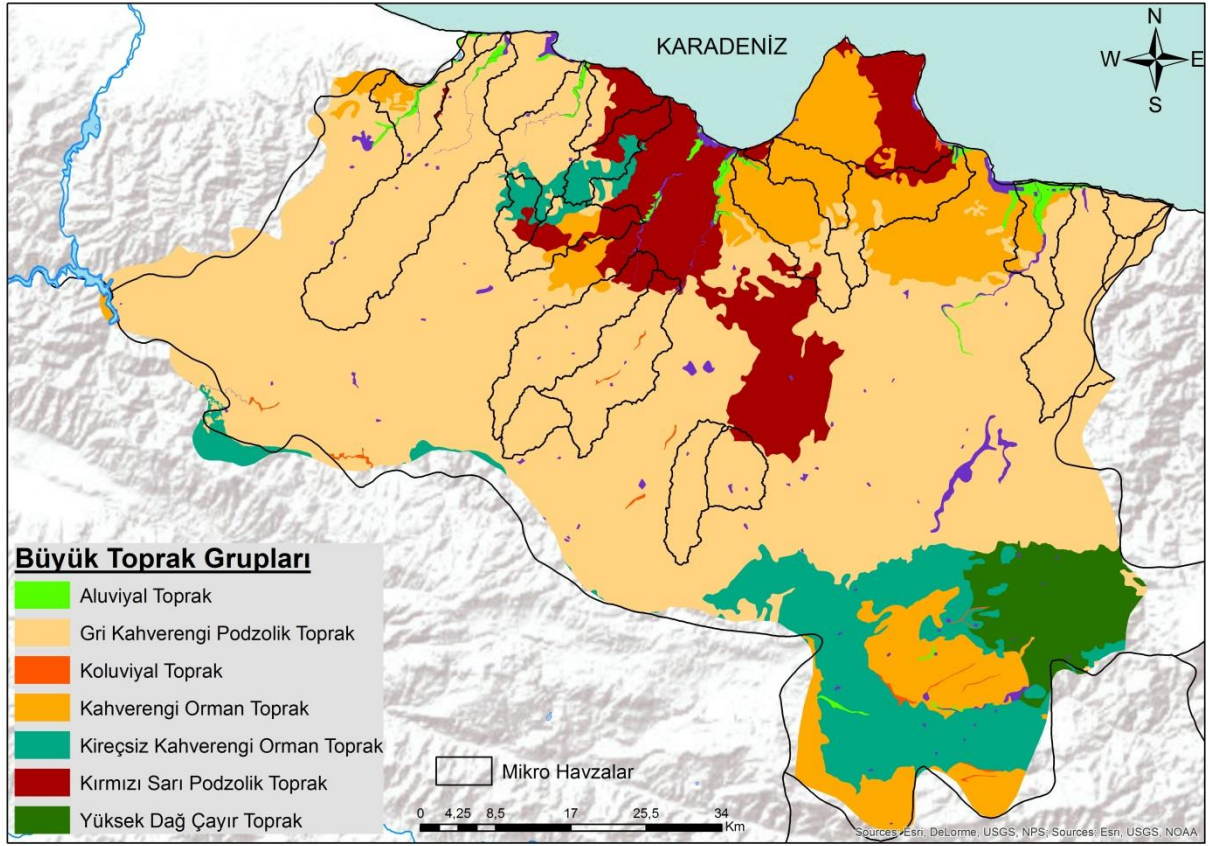 KARADENİZ
N
W E
S
Büyük Toprak Grupları
Aluviyal Toprak
Gri Kahverengi Podzolik Toprak
Koluviyal Toprak
Kahverengi Orman Toprak
Kireçsiz Kahverengi Orman Toprak
Kırmızı Sarı Podzolik Toprak
Yüksek Dağ Çayır Toprak
Mikro Havzalar
0 4,25 8,5 17 25,5 34
Km
Sources: Esri, DeLorme, USGS, NPS; Sources: Esri, USGS, NOAA